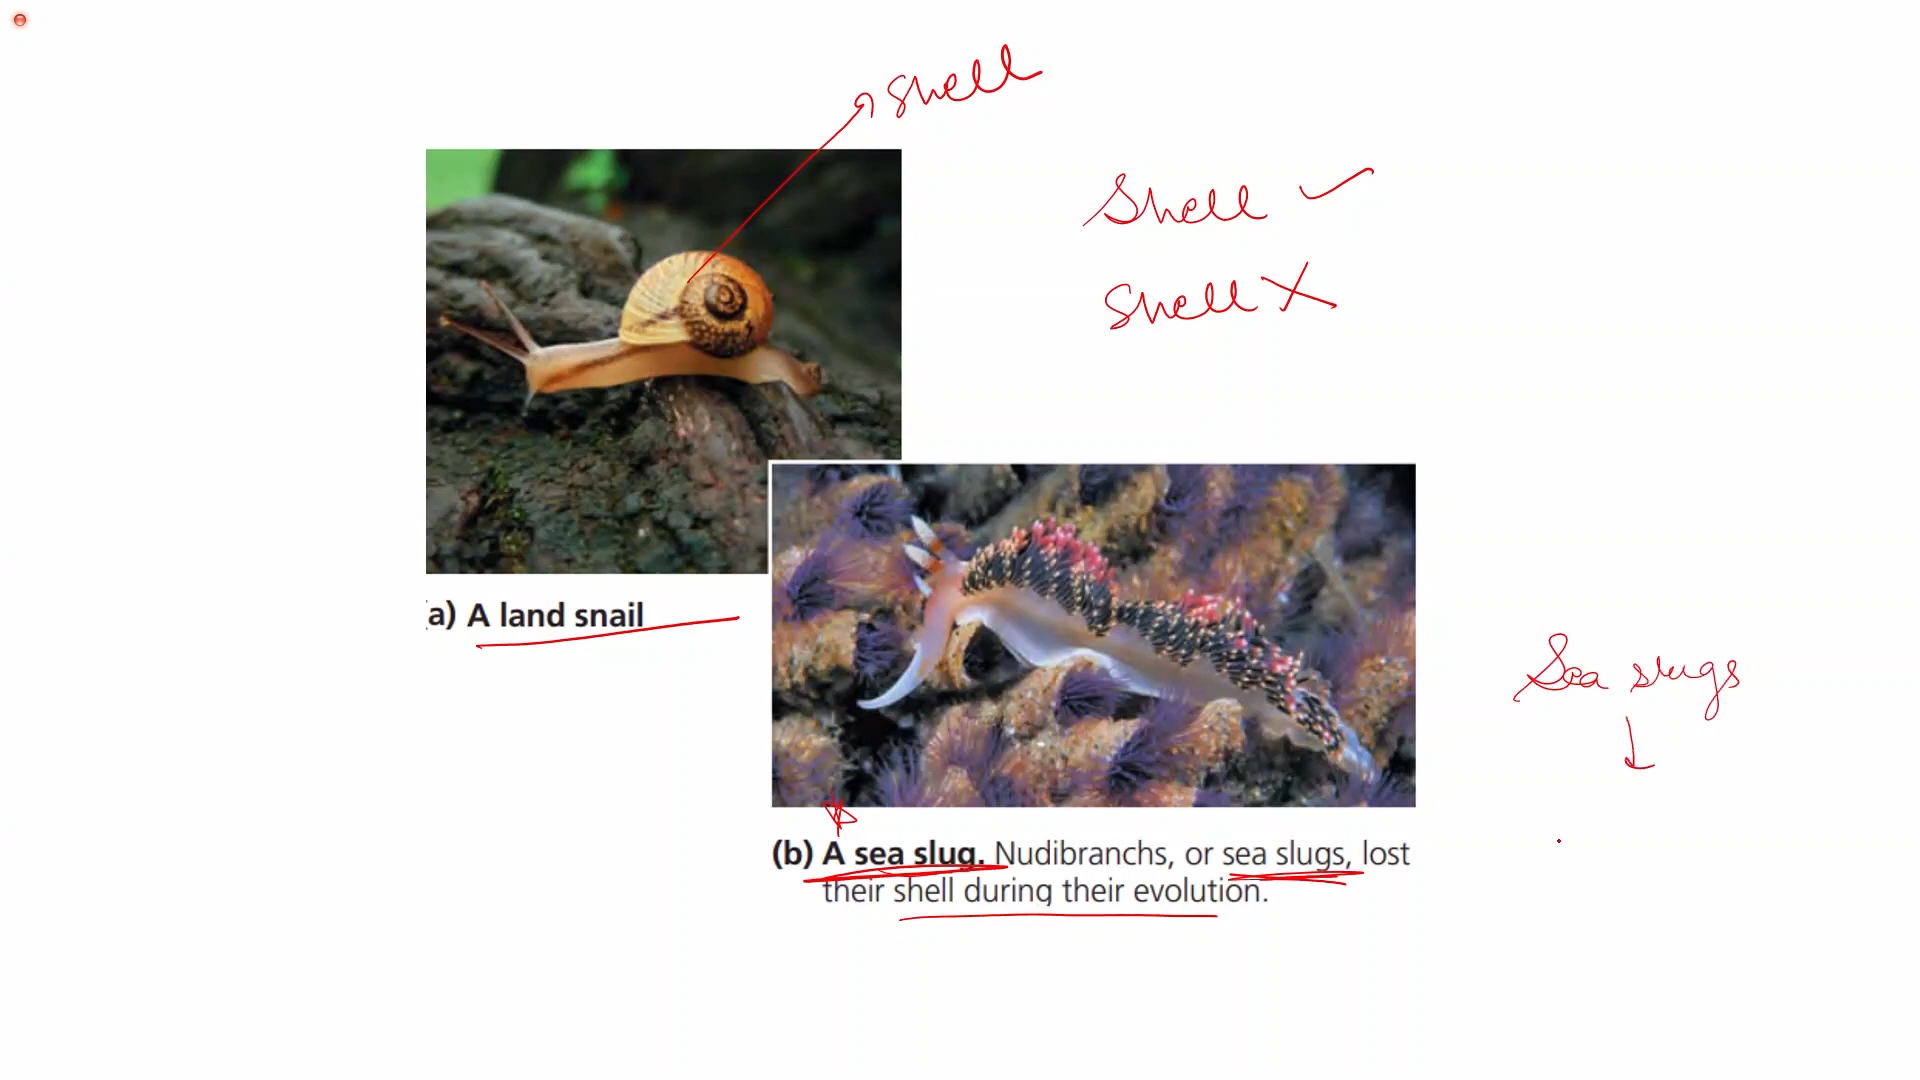 shell
Shell ✓
Shell X
a) A land snail
Sea slugs
(b) A sea slug. Nudibranchs, or sea slugs, lost
their shell during their evolution.